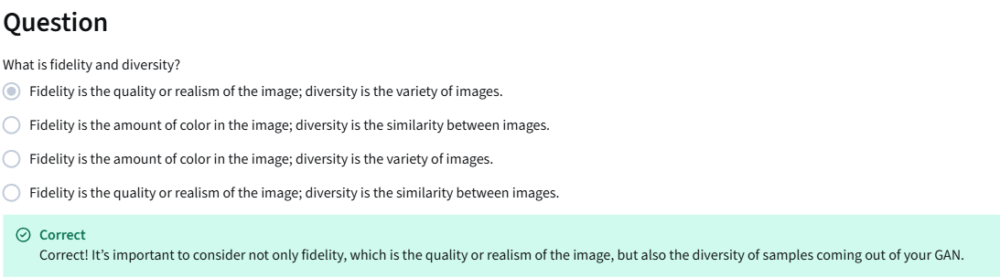 Question
What is fidelity and diversity?
Fidelity is the quality or realism of the image; diversity is the variety of images.
Fidelity is the amount of color in the image; diversity is the similarity between images.
Fidelity is the amount of color in the image; diversity is the variety of images.
Fidelity is the quality or realism of the image; diversity is the similarity between images.
Correct
Correct! It’s important to consider not only fidelity, which is the quality or realism of the image, but also the diversity of samples coming out of your GAN.